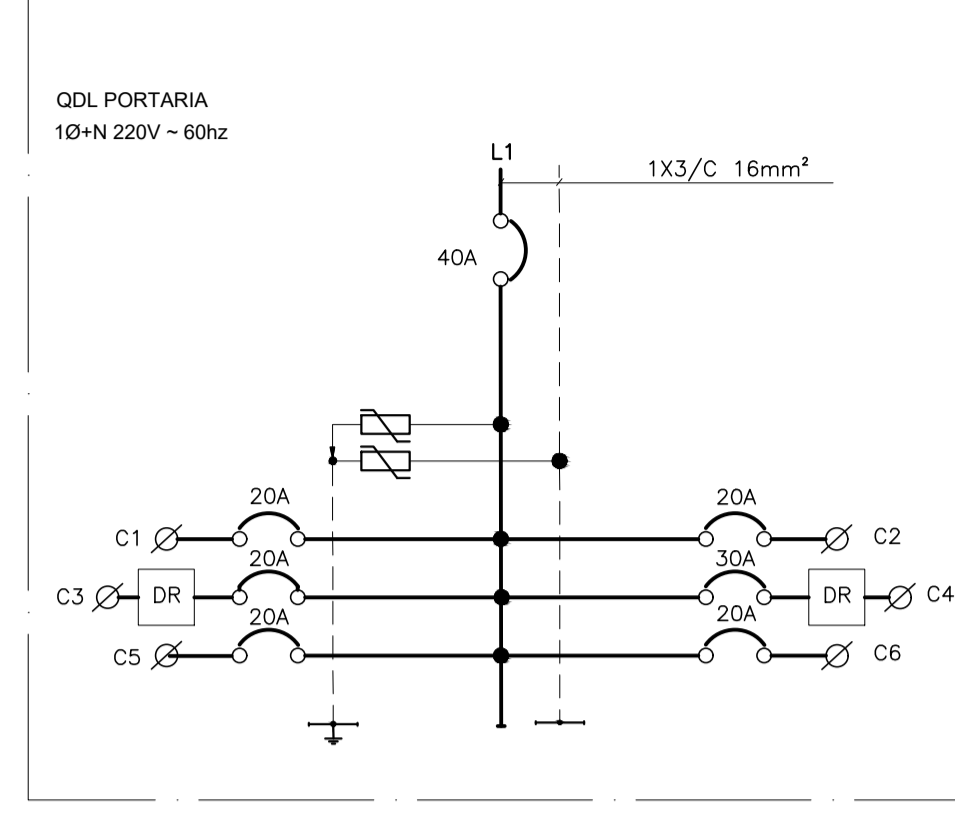 QDL PORTARIA
1Ø+N 220V ~ 60hz
L1
1X3/C 16mm²
40A
20A
20A
C1
C2
20A
30A
C3
DR
DR
C4
20A
20A
C5
C6